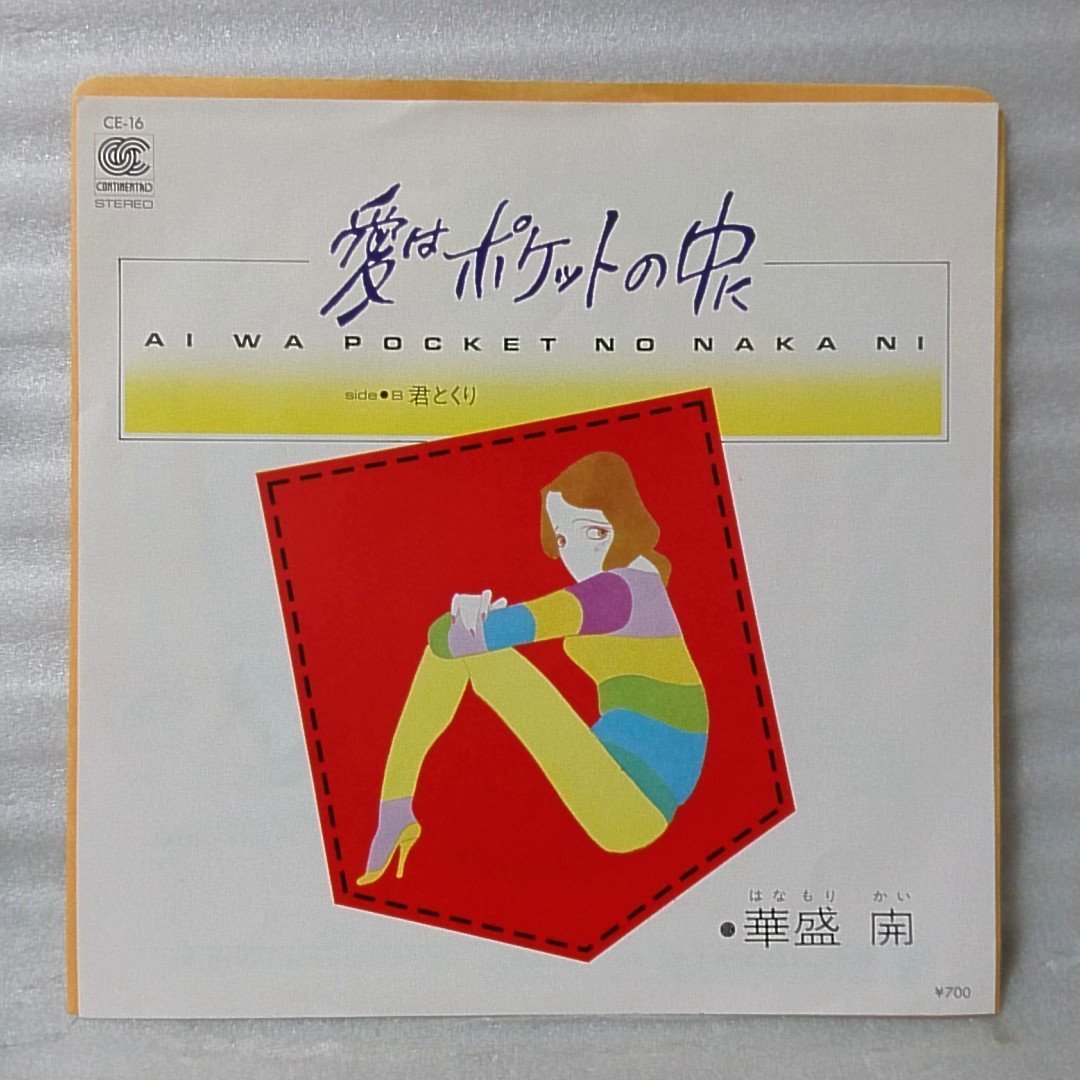 CE-16
CONTINENTAL
STEREO
愛はポケットの中に
AI WA POCKET NO NAKA NI
side●B 君とくり
はなもり かい
●華盛 開
¥700